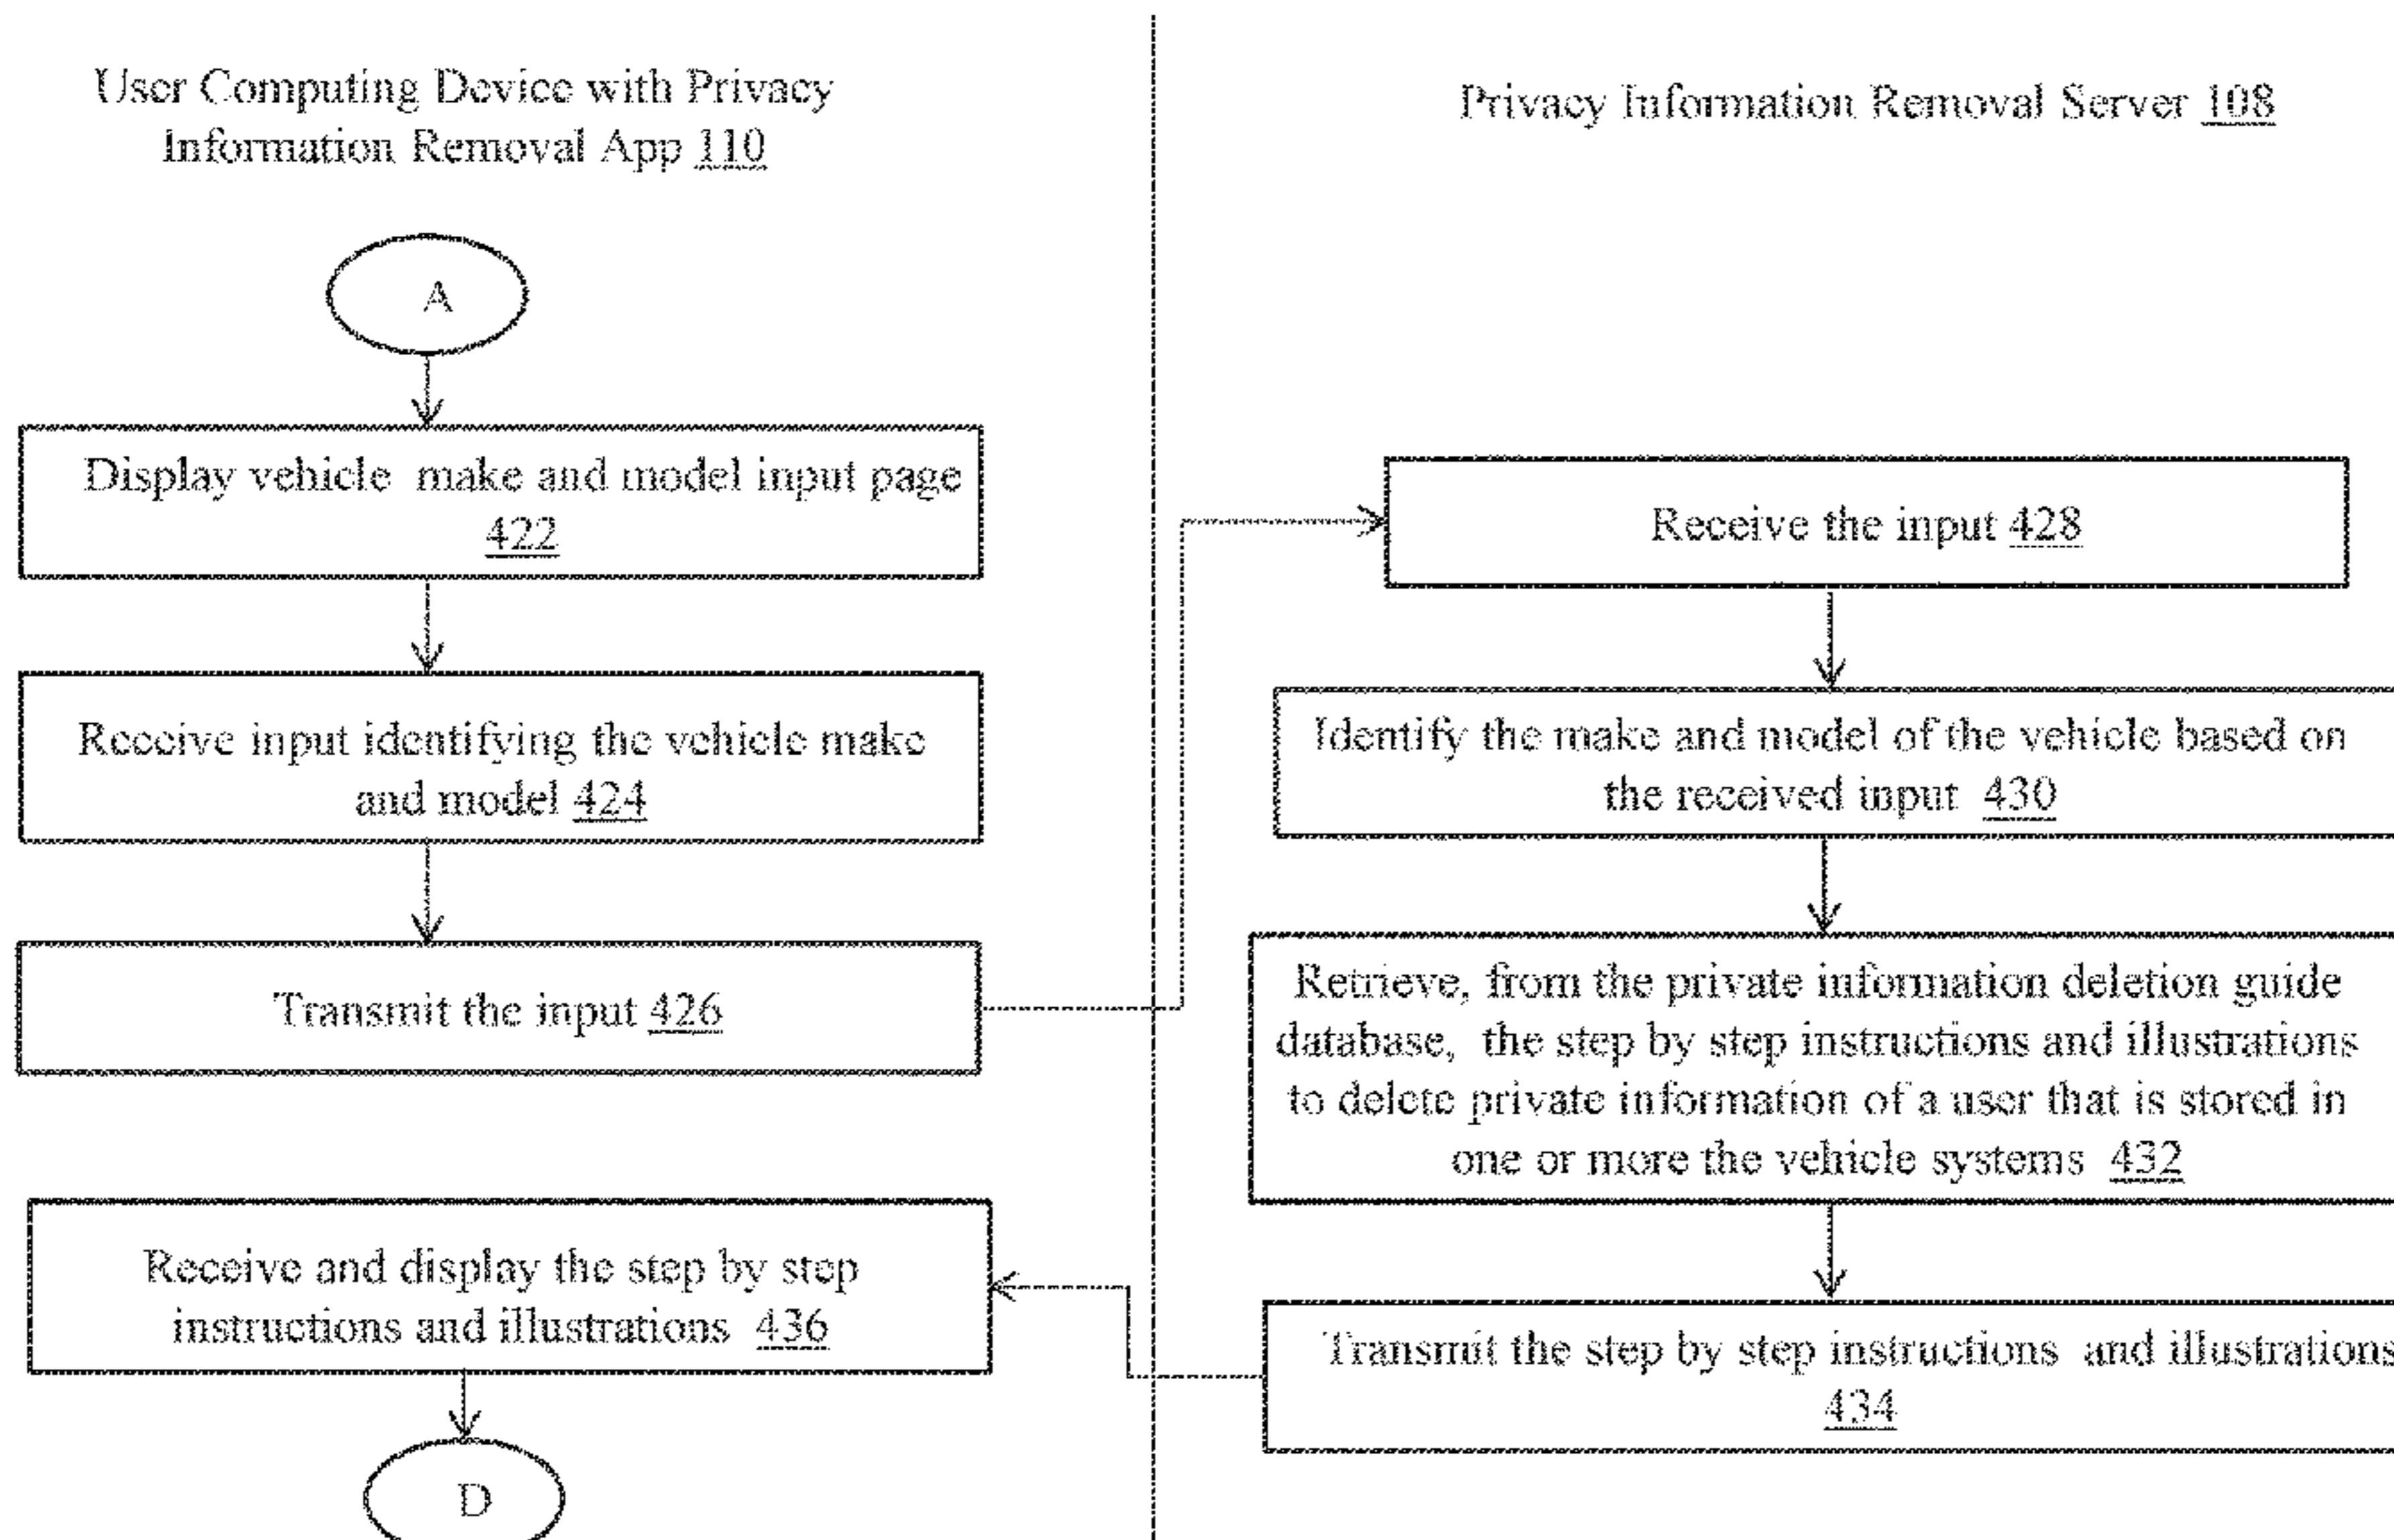 User Computing Device with Privacy
Information Removal App 110
A
Display vehicle make and model input page
422
Receive input identifying the vehicle make
and model 424
Transmit the input 426
Receive and display the step by step
instructions and illustrations 436
D
Privacy Information Removal Server 108
Receive the input 428
Identify the make and model of the vehicle based on
the received input 430
Retrieve, from the private information deletion guide
database, the step by step instructions and illustrations
to delete private information of a user that is stored in
one or more the vehicle systems 432
Transmit the step by step instructions and illustrations
434